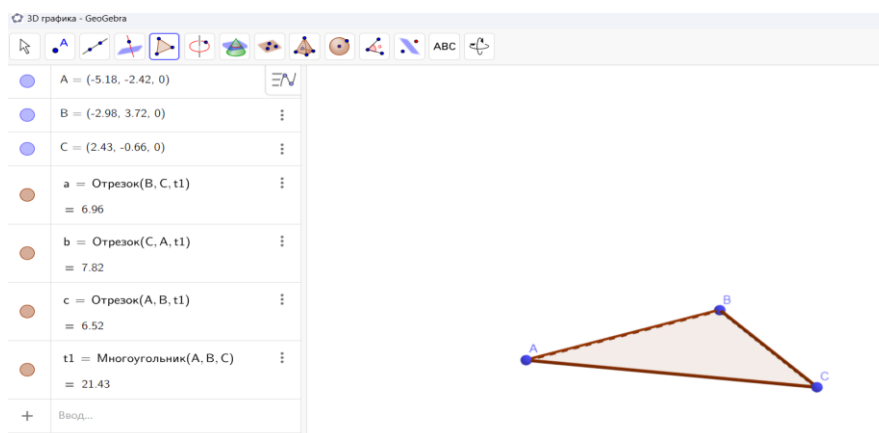 3D графика - GeoGebra
A
ABC
A = (-5.18, -2.42, 0)
B = (-2.98, 3.72, 0)
C = (2.43, -0.66, 0)
a = Отрезок(B, C, t1)
= 6.96
b = Отрезок(C, A, t1)
= 7.82
c = Отрезок(A, B, t1)
= 6.52
t1 = Многоугольник(A, B, C)
= 21.43
+ Ввод...
B
A
C